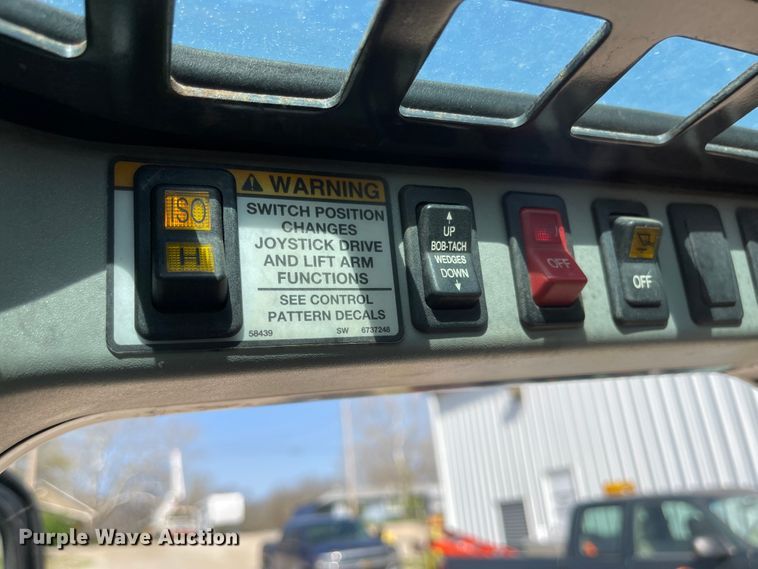 ISO
H
WARNING
SWITCH POSITION
CHANGES
JOYSTICK DRIVE
AND LIFT ARM
FUNCTIONS
SEE CONTROL
PATTERN DECALS
58439 SW 6737248
UP
BOB-TACH
WEDGES
DOWN
OFF
OFF
Purple Wave Auction